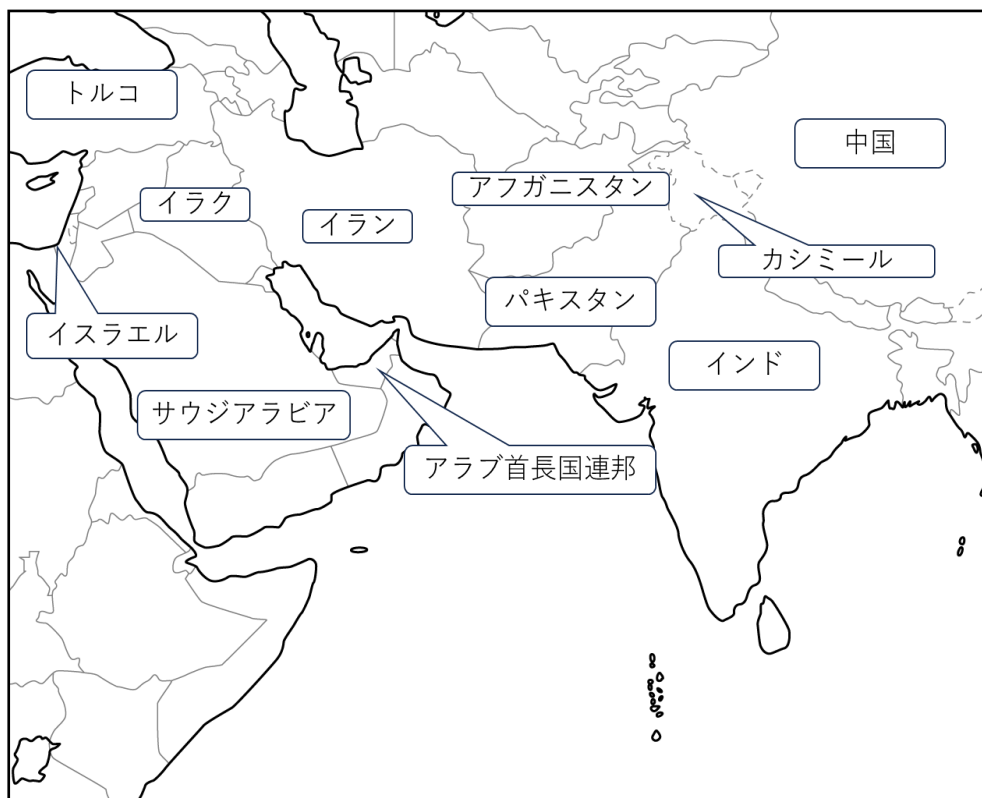 トルコ
中国
アフガニスタン
イラク
イラン
カシミール
パキスタン
イスラエル
インド
サウジアラビア
アラブ首長国連邦